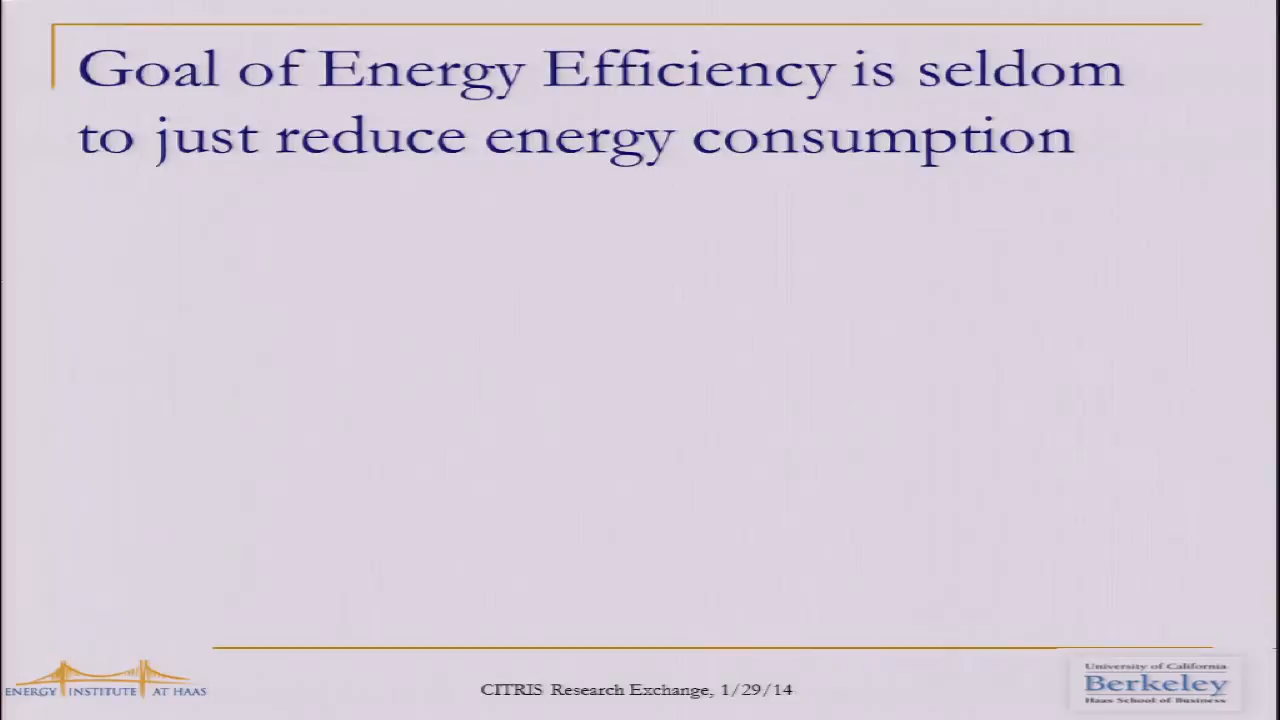 Goal of Energy Efficiency is seldom
to just reduce energy consumption
ENERGY INSTITUTE AT HAAS
CITRIS Research Exchange, 1/29/14
University of California
Berkeley
Haas School of Business